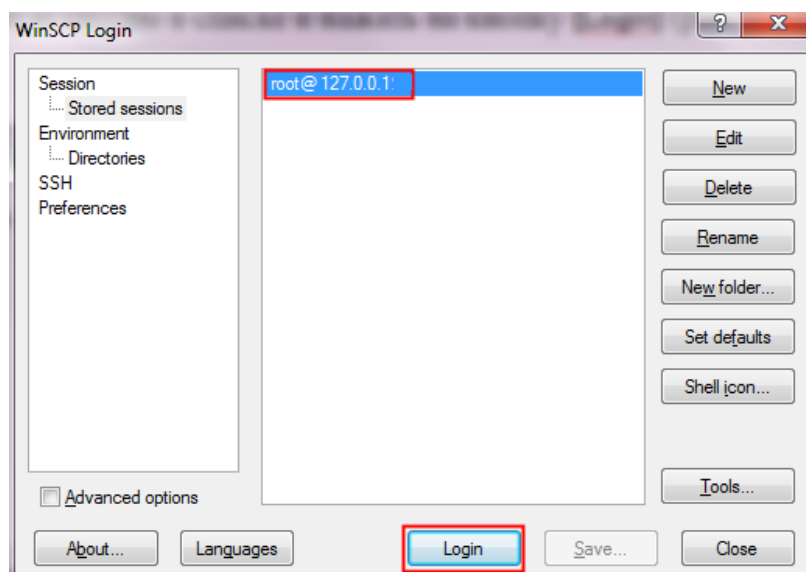 WinSCP Login
Session
Stored sessions
Environment
Directories
SSH
Preferences
Advanced options
root@ 127.0.0.1
New
Edit
Delete
Rename
New folder...
Set defaults
Shell icon...
Tools...
About...
Languages
Login
Save...
Close